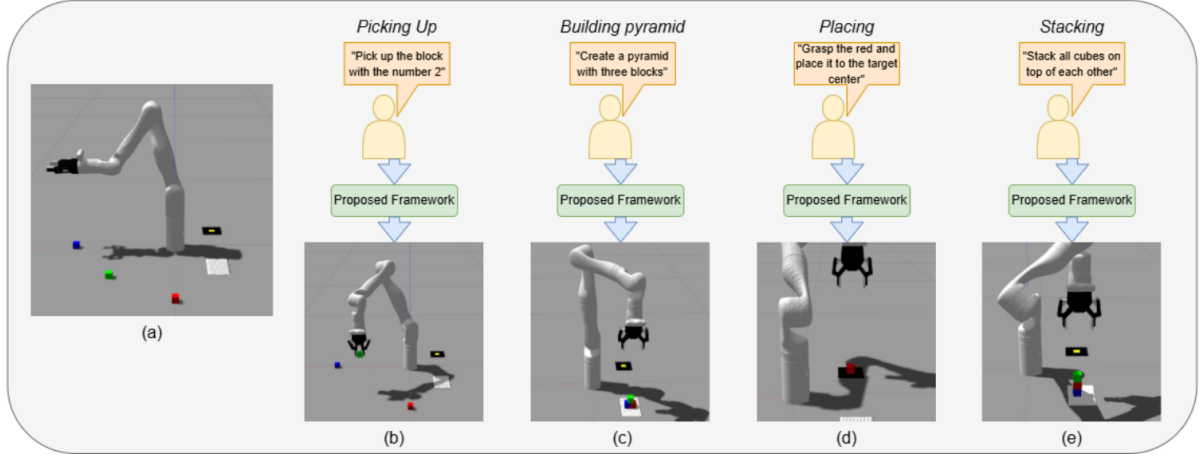 Picking Up
"Pick up the block
with the number 2"
Proposed Framework
Building pyramid
"Create a pyramid
with three blocks"
Proposed Framework
Placing
"Grasp the red and
place it to the target
center"
Proposed Framework
Stacking
"Stack all cubes on
top of each other"
Proposed Framework
(a)
(b)
(c)
(d)
(e)